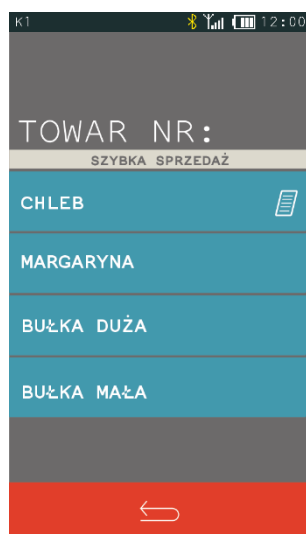 K1 12:00
TOWAR NR:
SZYBKA SPRZEDAŻ
CHLEB
MARGARYNA
BUŁKA DUŻA
BUŁKA MAŁA